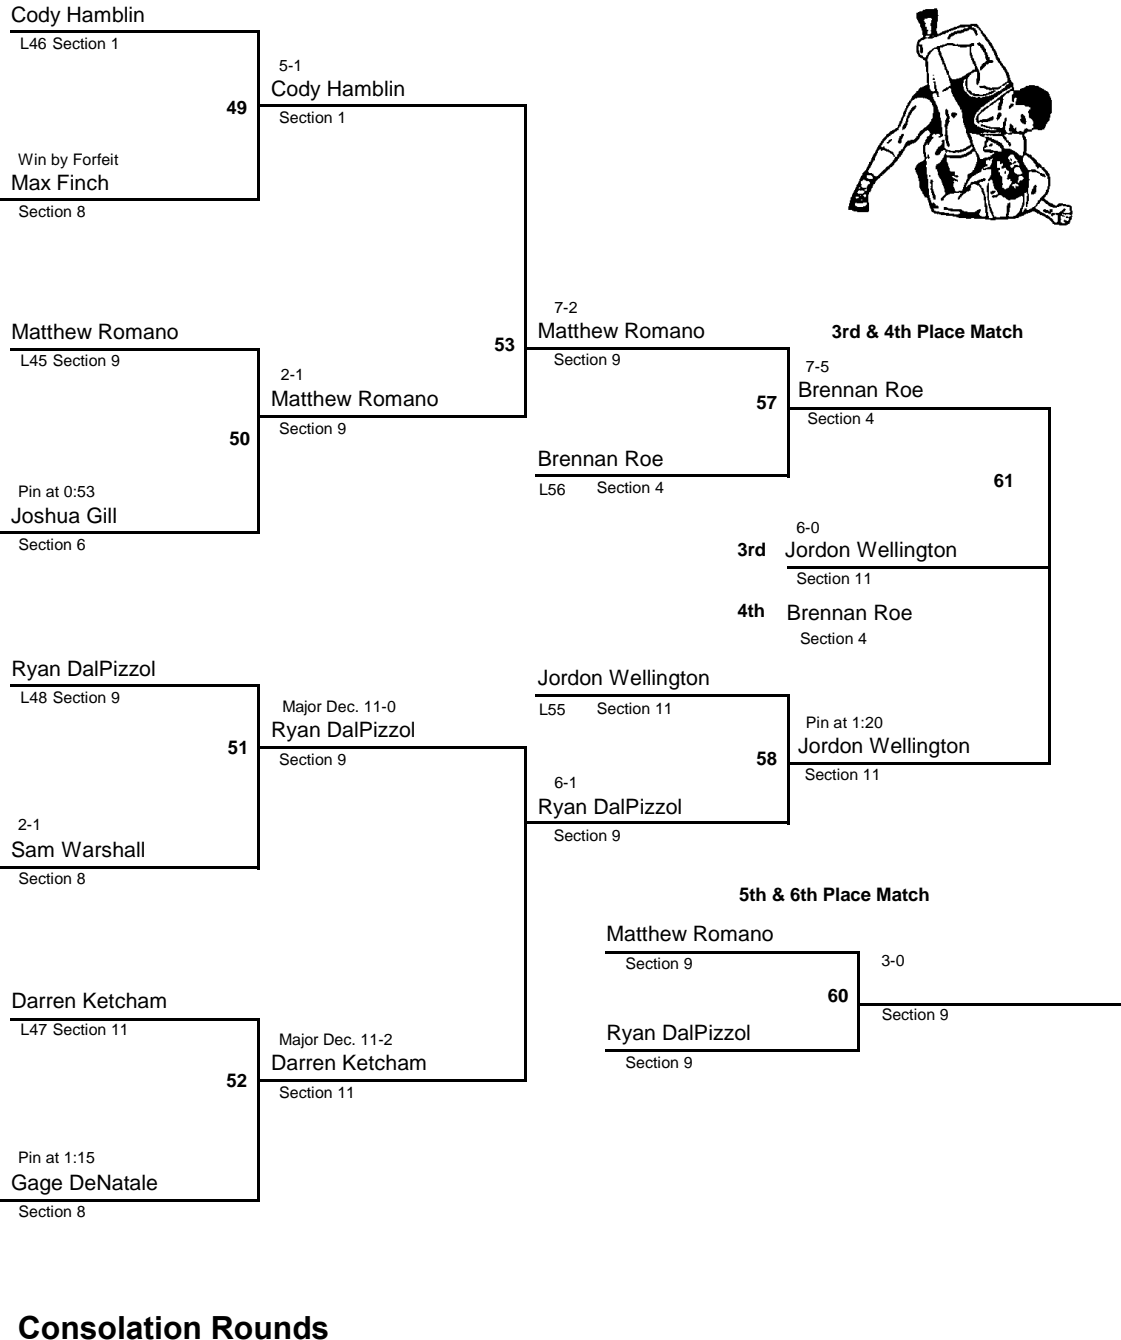 Cody Hamblin
L46 Section 1
5-1
Cody Hamblin
49
Section 1
Win by Forfeit
Max Finch
Section 8
7-2
Matthew Romano
Matthew Romano
3rd & 4th Place Match
53
L45 Section 9
Section 9
2-1
7-5
Matthew Romano
Brennan Roe
57
Section 9
Section 4
50
Brennan Roe
L56 Section 4
61
Pin at 0:53
Joshua Gill
6-0
Section 6
3rd Jordon Wellington
Section 11
4th Brennan Roe
Section 4
Ryan DalPizzol
Jordon Wellington
L48 Section 9
Major Dec. 11-0
L55 Section 11
Pin at 1:20
Ryan DalPizzol
51
Jordon Wellington
Section 9
58
Section 11
6-1
Ryan DalPizzol
2-1
Section 9
Sam Warshall
Section 8
5th & 6th Place Match
Matthew Romano
Section 9
3-0
60
Darren Ketcham
Section 9
L47 Section 11
Major Dec. 11-2
Ryan DalPizzol
Darren Ketcham
Section 9
52
Section 11
Pin at 1:15
Gage DeNatale
Section 8
Consolation Rounds